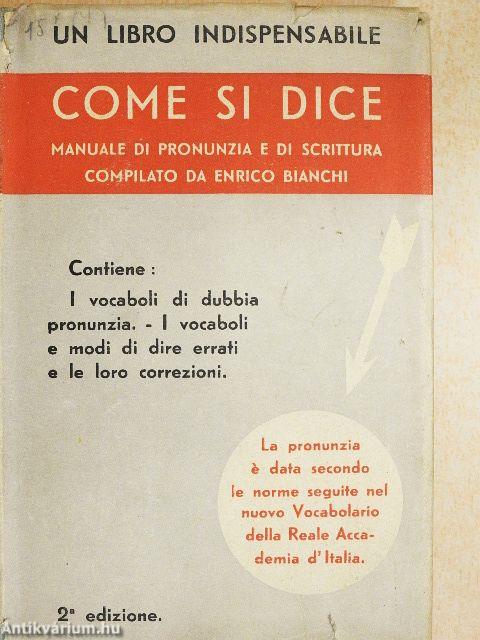 15
UN LIBRO INDISPENSABILE
COME SI DICE
MANUALE DI PRONUNZIA E DI SCRITTURA
COMPILATO DA ENRICO BIANCHI
Contiene :
I vocaboli di dubbia
pronunzia. - I vocaboli
e modi di dire errati
e le loro correzioni.
La pronunzia
è data secondo
le norme seguite nel
nuovo Vocabolario
della Reale Acca-
demia d'Italia.
2ª edizione.
Antikvárium.hu